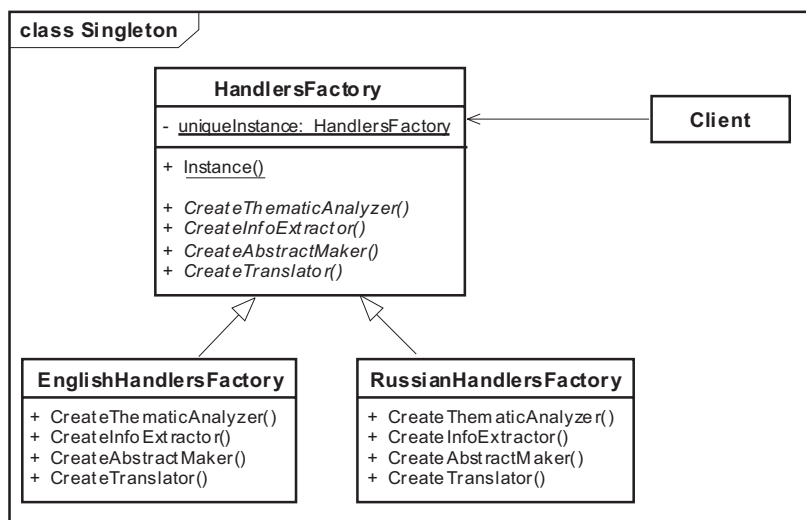 class Singleton
HandlersFactory
- uniqueInstance: HandlersFactory
+ Instance()
+ CreateThematicAnalyzer()
+ CreateInfoExtractor()
+ CreateAbstractMaker()
+ CreateTranslator()
Client
EnglishHandlersFactory
+ CreateThematicAnalyzer()
+ CreateInfoExtractor()
+ CreateAbstractMaker()
+ CreateTranslator()
RussianHandlersFactory
+ CreateThematicAnalyzer()
+ CreateInfoExtractor()
+ CreateAbstractMaker()
+ CreateTranslator()